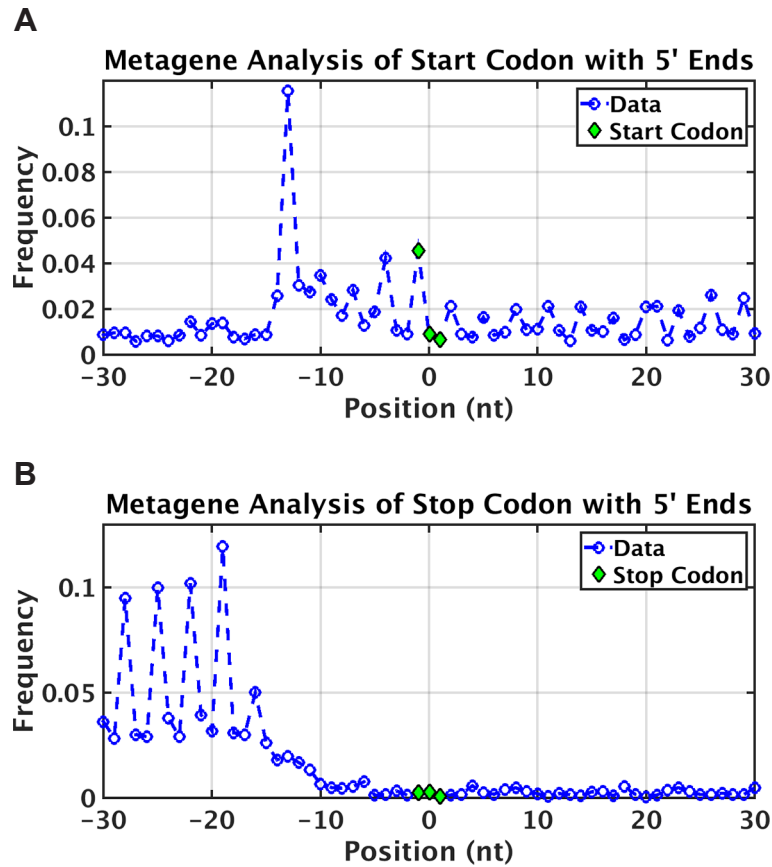 A
Metagene Analysis of Start Codon with 5' Ends
Data
Start Codon
Frequency
0.1
0.08
0.06
0.04
0.02
0
−30
−20
−10
0
10
20
30
Position (nt)
B
Metagene Analysis of Stop Codon with 5' Ends
Data
Stop Codon
Frequency
0.1
0.05
0
−30
−20
−10
0
10
20
30
Position (nt)